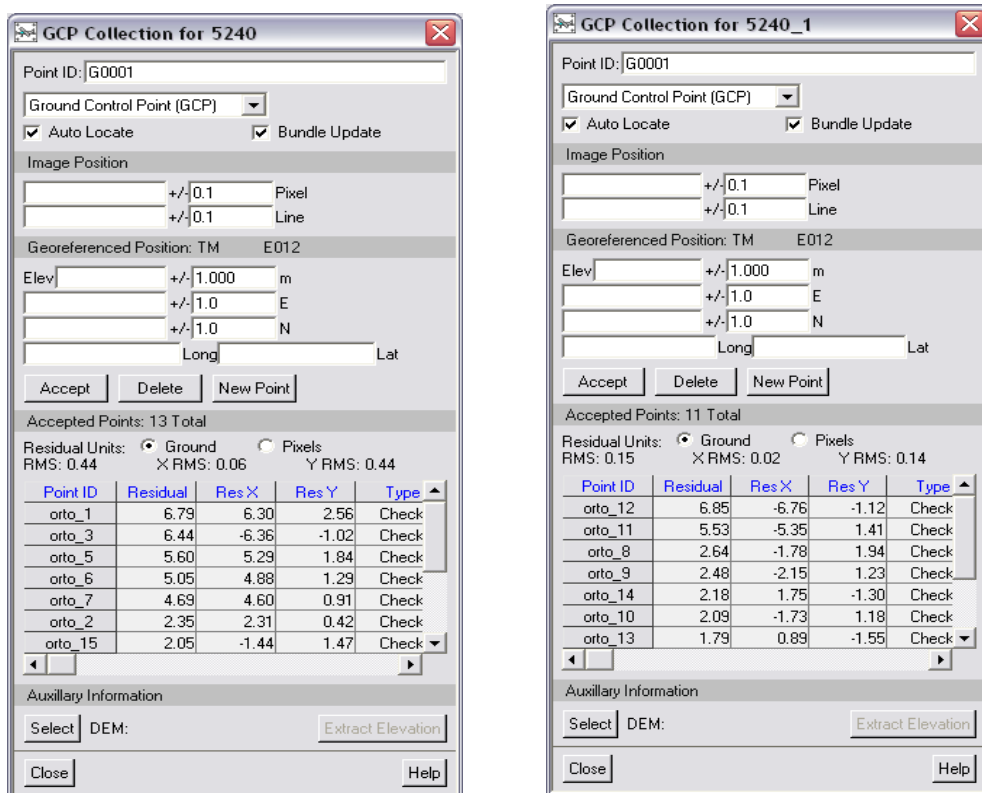 GCP Collection for 5240
Point ID: G0001
Ground Control Point (GCP)
Auto Locate Bundle Update
Image Position
+/- 0.1 Pixel
+/- 0.1 Line
Georeferenced Position: TM E012
Elev +/- 1.000 m
+/- 1.0 E
+/- 1.0 N
Long Lat
Accept Delete New Point
Accepted Points: 13 Total
Residual Units: Ground Pixels
RMS: 0.44 X RMS: 0.06 Y RMS: 0.44
Point ID Residual Res X Res Y Type
orto_1 6.79 6.30 2.56 Check
orto_3 6.44 -6.36 -1.02 Check
orto_5 5.60 5.29 1.84 Check
orto_6 5.05 4.88 1.29 Check
orto_7 4.69 4.60 0.91 Check
orto_2 2.35 2.31 0.42 Check
orto_15 2.05 -1.44 1.47 Check
Auxillary Information
Select DEM: Extract Elevation
Close Help
GCP Collection for 5240_1
Point ID: G0001
Ground Control Point (GCP)
Auto Locate Bundle Update
Image Position
+/- 0.1 Pixel
+/- 0.1 Line
Georeferenced Position: TM E012
Elev +/- 1.000 m
+/- 1.0 E
+/- 1.0 N
Long Lat
Accept Delete New Point
Accepted Points: 11 Total
Residual Units: Ground Pixels
RMS: 0.15 X RMS: 0.02 Y RMS: 0.14
Point ID Residual Res X Res Y Type
orto_12 6.85 -6.76 -1.12 Check
orto_11 5.53 -5.35 1.41 Check
orto_8 2.64 -1.78 1.94 Check
orto_9 2.48 -2.15 1.23 Check
orto_14 2.18 1.75 -1.30 Check
orto_10 2.09 -1.73 1.18 Check
orto_13 1.79 0.89 -1.55 Check
Auxillary Information
Select DEM: Extract Elevation
Close Help